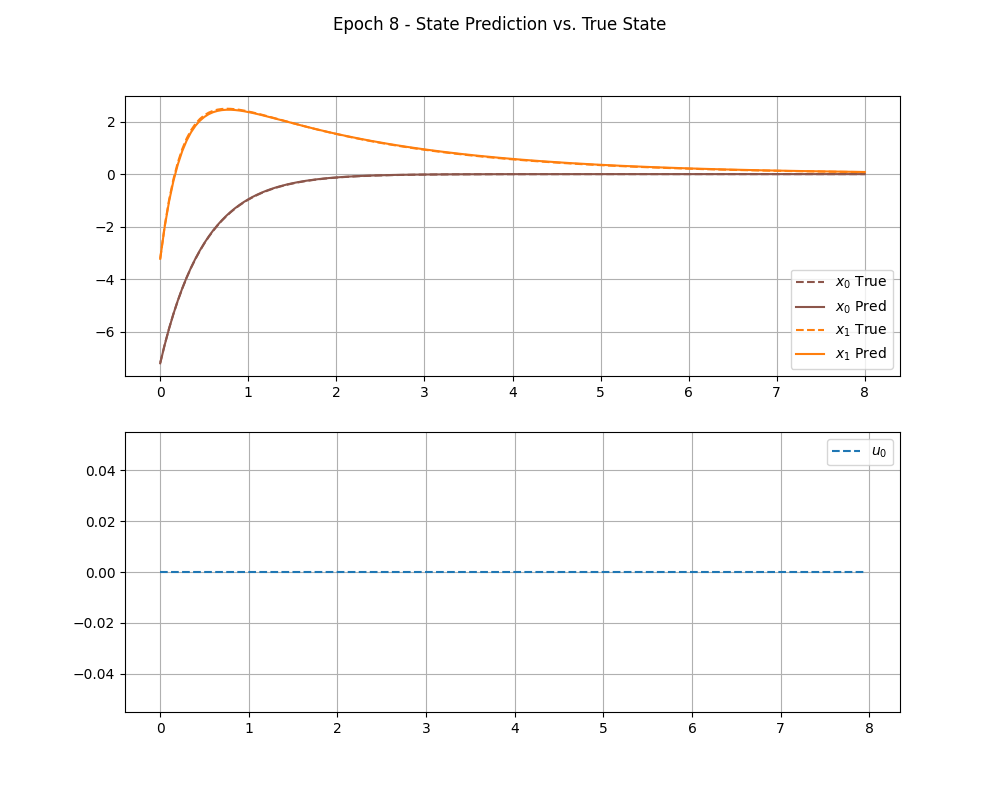 Epoch 8 - State Prediction vs. True State
2
0
−2
−4
−6
x₀ True
x₀ Pred
x₁ True
x₁ Pred
0 1 2 3 4 5 6 7 8
0.04
0.02
0.00
−0.02
−0.04
u₀
0 1 2 3 4 5 6 7 8